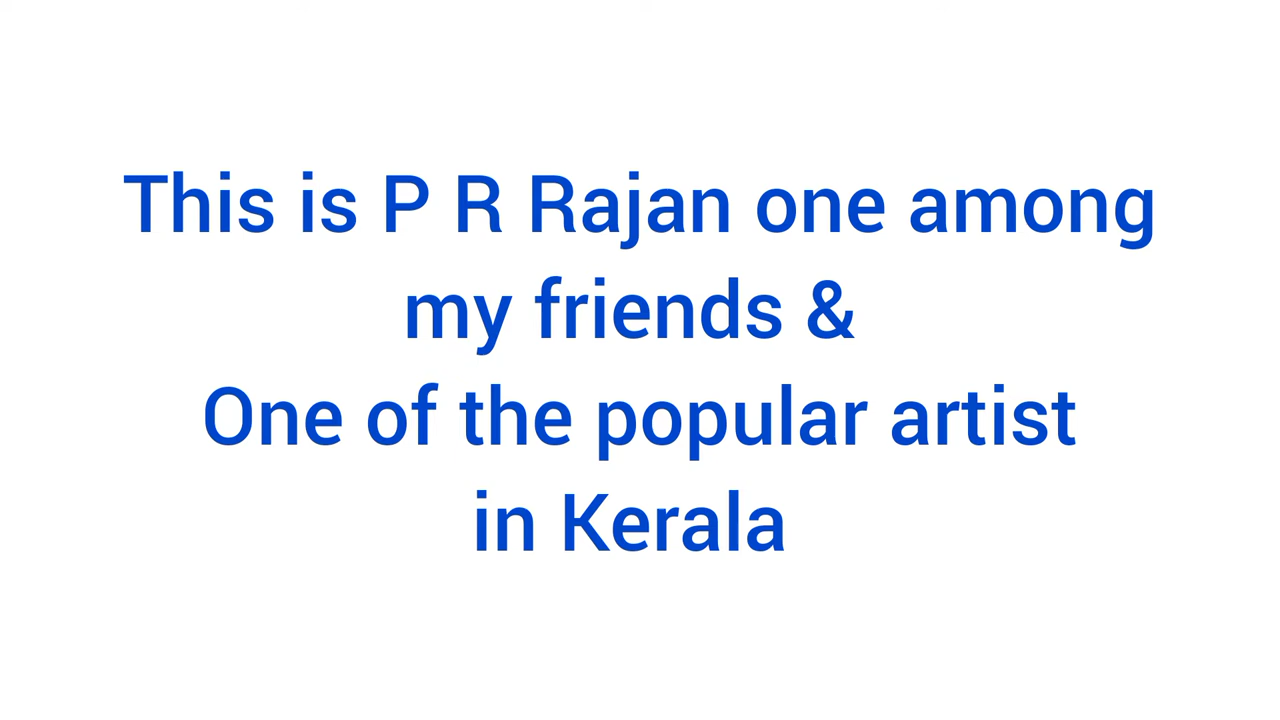 This is P R Rajan one among
my friends &
One of the popular artist
in Kerala